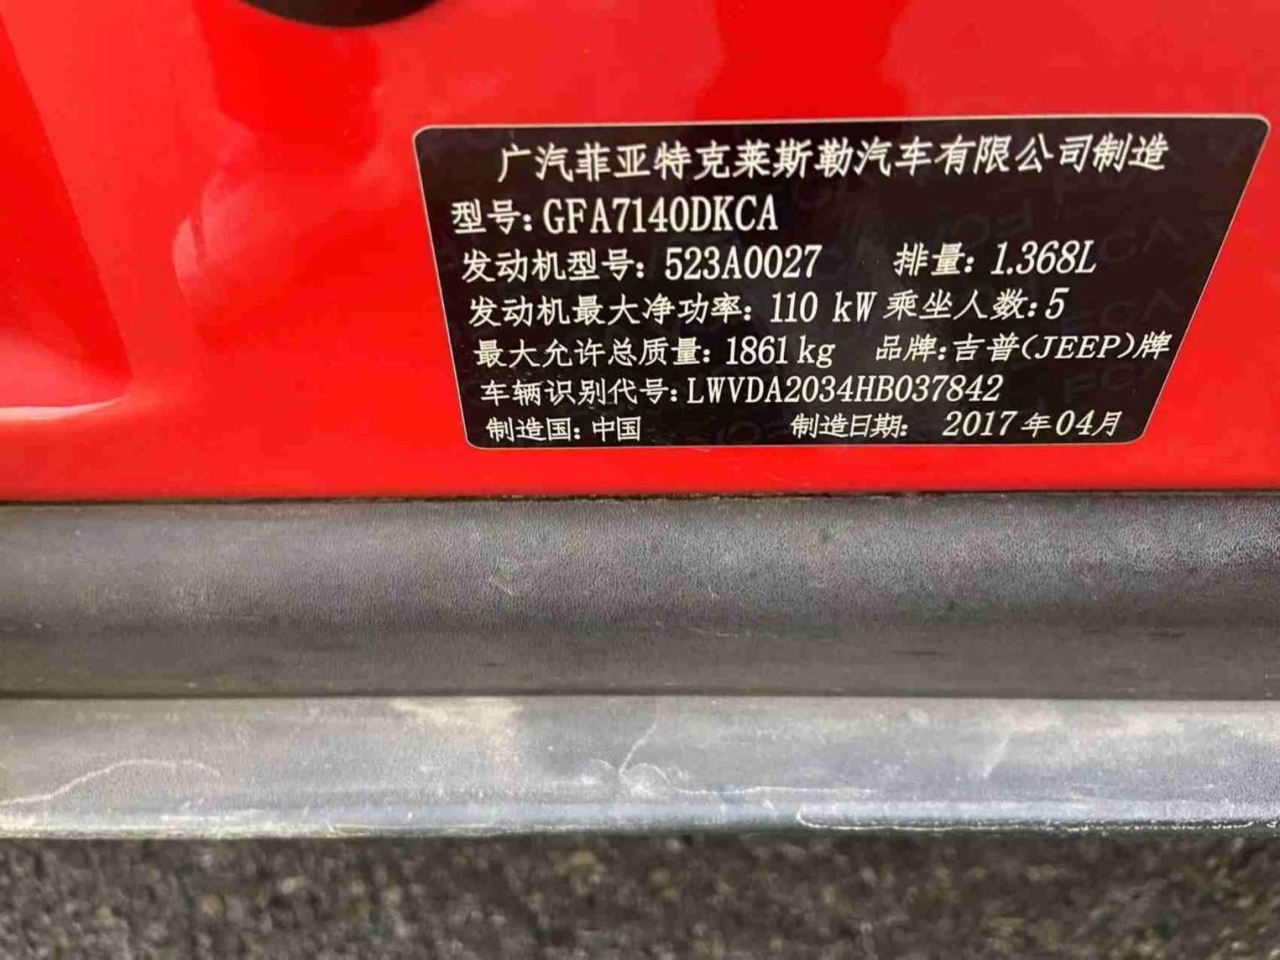 广汽菲亚特克莱斯勒汽车有限公司制造
型号: GFA7140DKCA
发动机型号: 523A0027 排量: 1.368L
发动机最大净功率: 110 kW 乘坐人数: 5
最大允许总质量: 1861 kg 品牌: 吉普(JEEP)牌
车辆识别代号: LWVDA2034HB037842
制造国: 中国 制造日期: 2017年04月